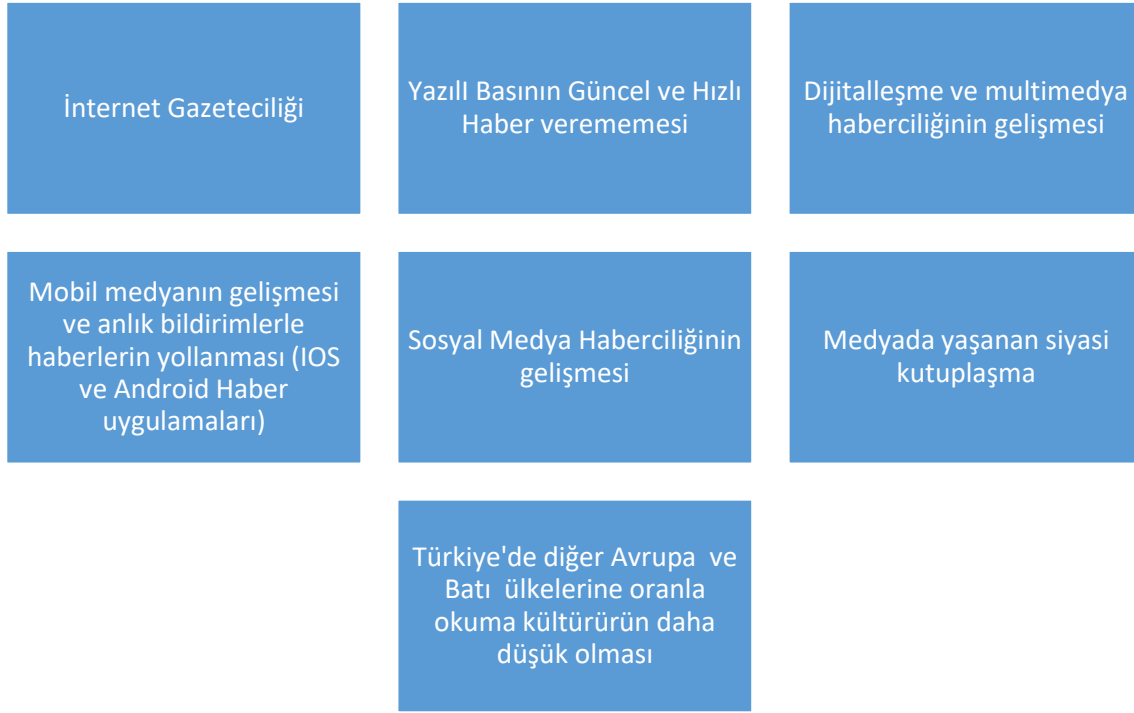 İnternet Gazeteciliği
Yazıll Basının Güncel ve Hızlı
Haber verememesi
Dijitalleşme ve multimedya
haberciliğinin gelişmesi
Mobil medyanın gelişmesi
ve anlık bildirimlerle
haberlerin yollanması (IOS
ve Android Haber
uygulamaları)
Sosyal Medya Haberciliğinin
gelişmesi
Medyada yaşanan siyasi
kutuplaşma
Türkiye'de diğer Avrupa ve
Batı ülkelerine oranla
okuma kültürürün daha
düşük olması